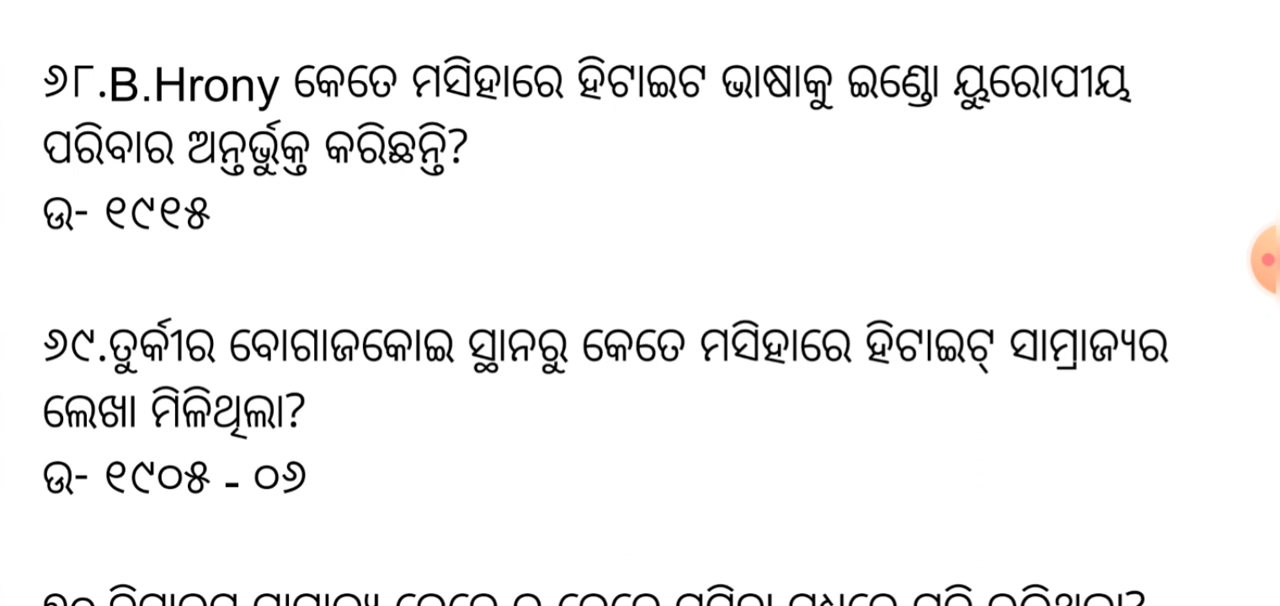 ୬୮.B.Hrony କେତେ ମସିହାରେ ହିଟାଇଟ ଭାଷାକୁ ଇଣ୍ଡୋ ୟୁରୋପୀୟ
ପରିବାର ଅନ୍ତର୍ଭୁକ୍ତ କରିଛନ୍ତି?
ଉ- ୧୯୧୫
୬୯.ତୁର୍କୀର ବୋଗାଜକୋଇ ସ୍ଥାନରୁ କେତେ ମସିହାରେ ହିଟାଇଟ୍ ସାମ୍ରାଜ୍ୟର
ଲେଖା ମିଳିଥିଲା?
ଉ- ୧୯୦୫ - ୦୬